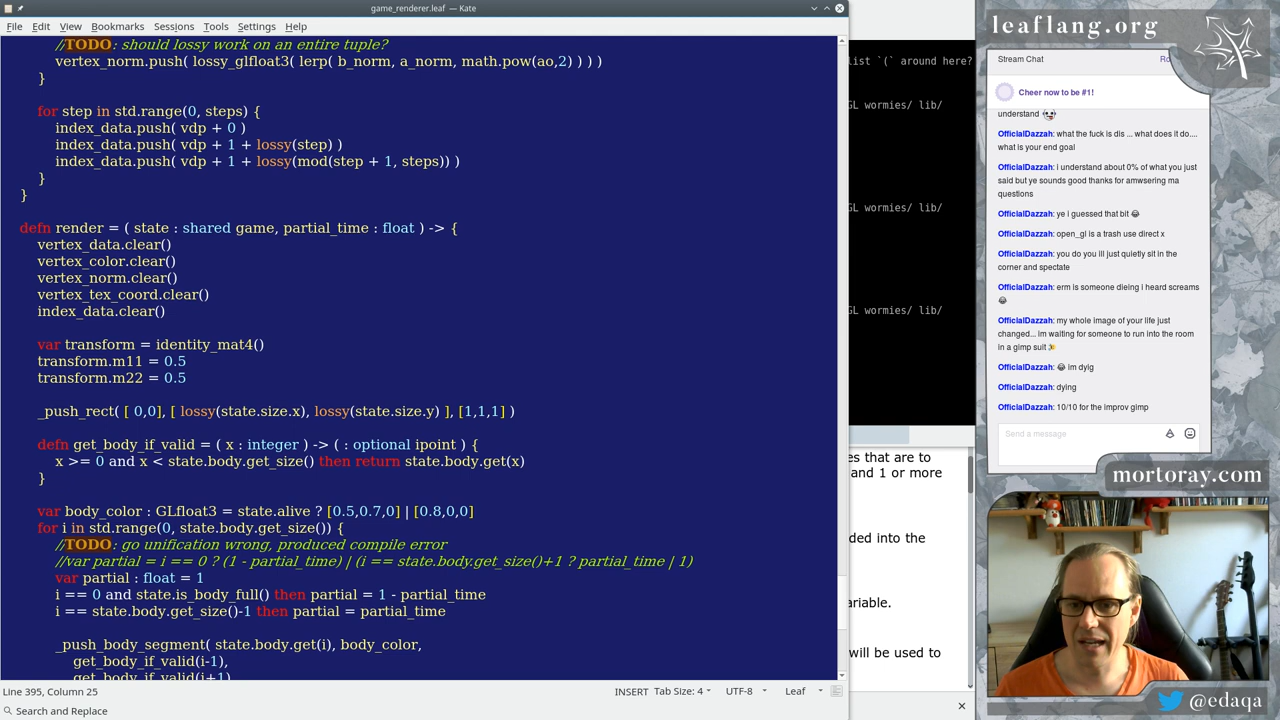 game_renderer.leaf — Kate
File Edit View Bookmarks Sessions Tools Settings Help
//TODO: should lossy work on an entire tuple?
vertex_norm.push( lossy_glfloat3( lerp( b_norm, a_norm, math.pow(ao,2) ) ) )
}
for step in std.range(0, steps) {
index_data.push( vdp + 0 )
index_data.push( vdp + 1 + lossy(step) )
index_data.push( vdp + 1 + lossy(mod(step + 1, steps)) )
}
}
defn render = ( state : shared game, partial_time : float ) -> {
vertex_data.clear()
vertex_color.clear()
vertex_norm.clear()
vertex_tex_coord.clear()
index_data.clear()
var transform = identity_mat4()
transform.m11 = 0.5
transform.m22 = 0.5
_push_rect( [ 0,0], [ lossy(state.size.x), lossy(state.size.y) ], [1,1,1] )
defn get_body_if_valid = ( x : integer ) -> ( : optional ipoint ) {
x >= 0 and x < state.body.get_size() then return state.body.get(x)
}
var body_color : GLfloat3 = state.alive ? [0.5,0.7,0] | [0.8,0,0]
for i in std.range(0, state.body.get_size()) {
//TODO: go unification wrong, produced compile error
//var partial = i == 0 ? (1 - partial_time) | (i == state.body.get_size()+1 ? partial_time | 1)
var partial : float = 1
i == 0 and state.is_body_full() then partial = 1 - partial_time
i == state.body.get_size()-1 then partial = partial_time
_push_body_segment( state.body.get(i), body_color,
get_body_if_valid(i-1),
get_body_if_valid(i+1),
Line 395, Column 25
INSERT Tab Size: 4 UTF-8 Leaf
Search and Replace
list `(` around here?
GL wormies/ lib/
GL wormies/ lib/
GL wormies/ lib/
es that are to
and 1 or more
ded into the
ariable.
will be used to
leaflang.org
Stream Chat
Ro
Cheer now to be #1!
understand
OfficialDazzah: what the fuck is dis ... what does it do....
what is your end goal
OfficialDazzah: i understand about 0% of what you just
said but ye sounds good thanks for amwsering ma
questions
OfficialDazzah: ye i guessed that bit 😂
OfficialDazzah: open_gl is a trash use direct x
OfficialDazzah: you do you ill just quietly sit in the
corner and spectate
OfficialDazzah: erm is someone dieing i heard screams
😂
OfficialDazzah: my whole image of your life just
changed... im waiting for someone to run into the room
in a gimp suit
OfficialDazzah: 😂 im dyig
OfficialDazzah: dying
OfficialDazzah: 10/10 for the improv gimp
Send a message
mortoray.com
@edaqa